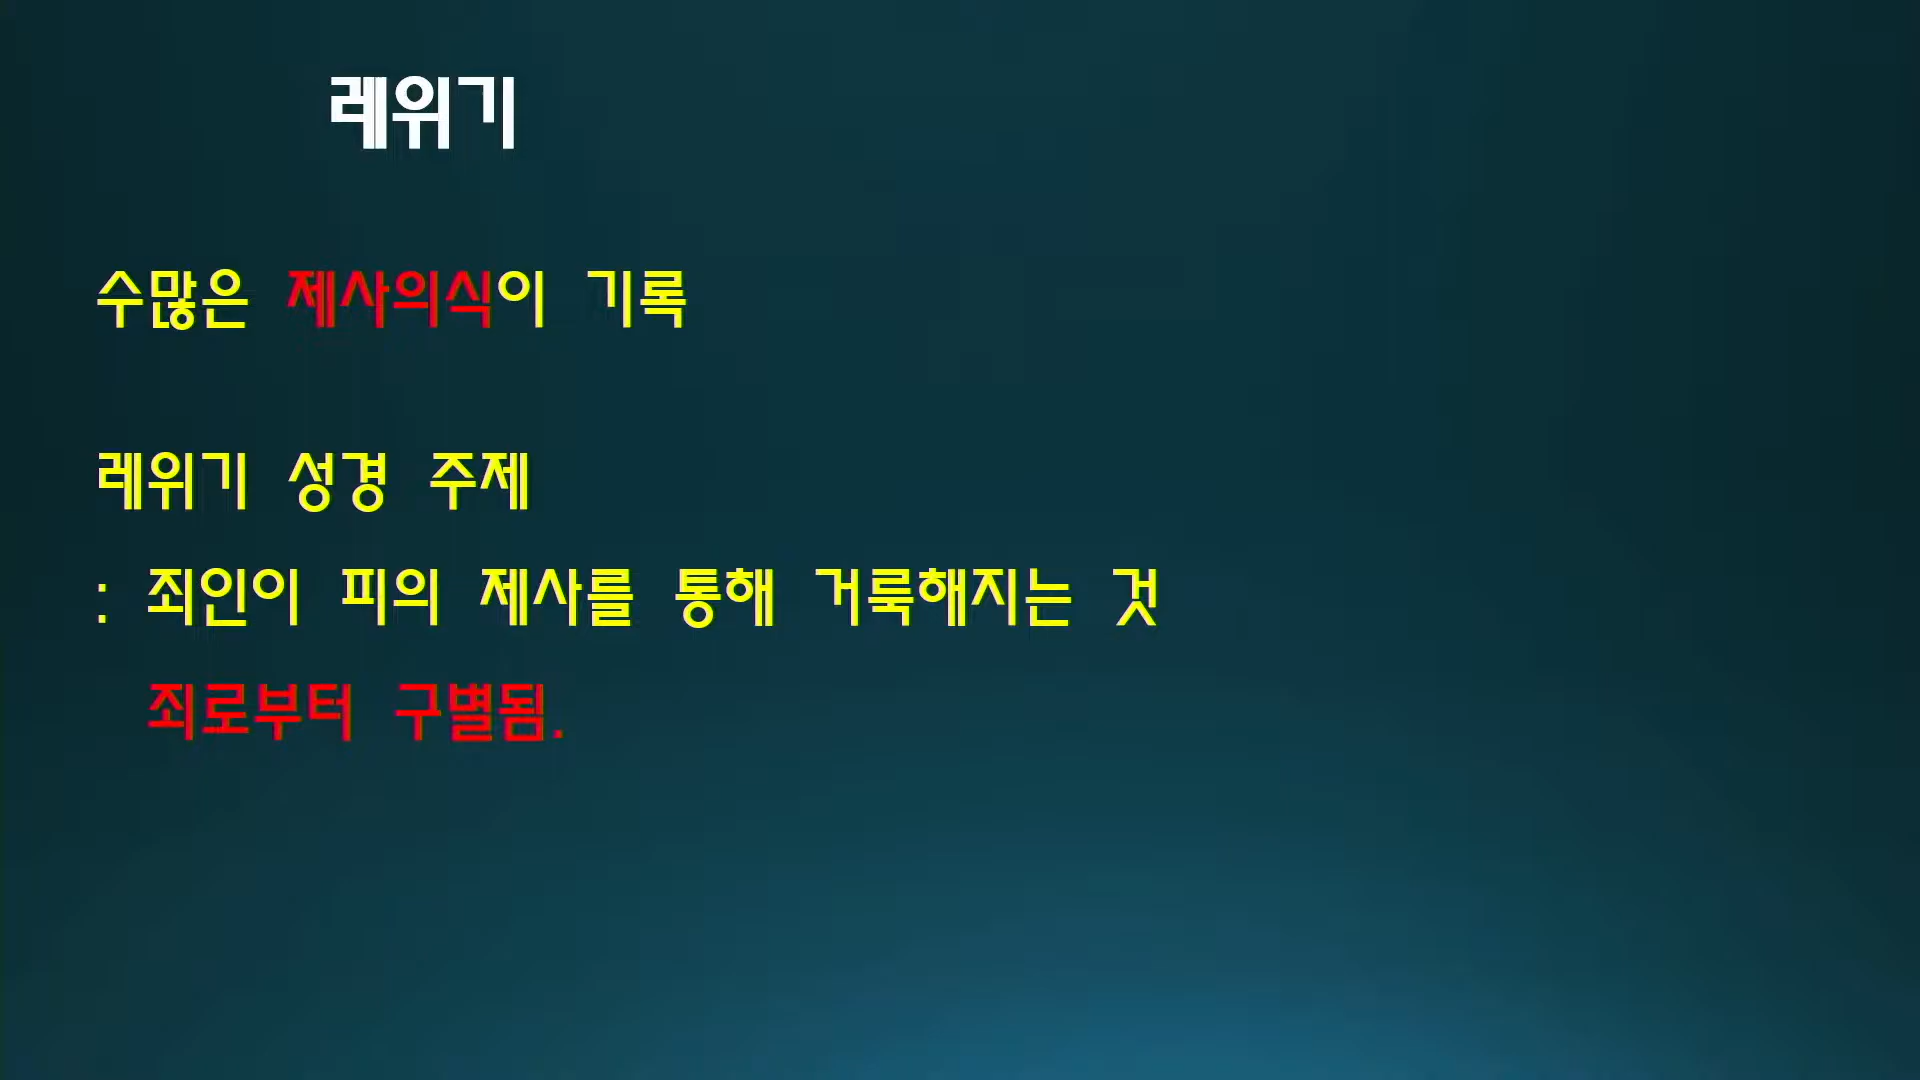 레위기
수많은 제사의식이 기록
레위기 성경 주제
: 죄인이 피의 제사를 통해 거룩해지는 것
죄로부터 구별됨.